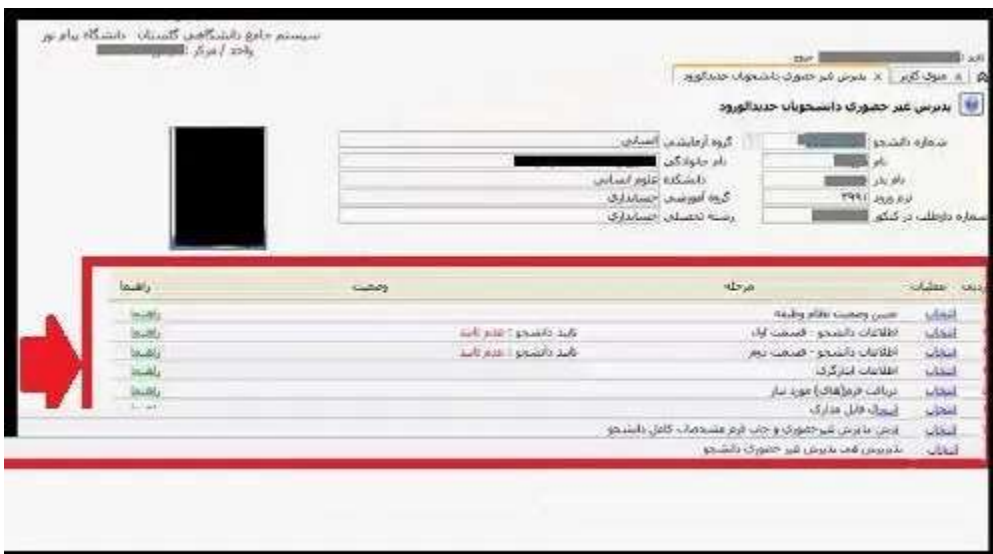 سیستم جامع دانشگاهی گلستان دانشگاه پیام نور
واحد / مرکز :
خروج
منوی کاربر X پذیرش غیر حضوری دانشجویان جدیدالورود X
پذیرش غیر حضوری دانشجویان جدیدالورود
شماره دانشجو گروه آزمایشی انسانی
نام نام خانوادگی
نام پدر دانشکده علوم انسانی
ترم ورود ۳۹۹۱ گروه آموزشی حسابداری
شماره داوطلب در کنکور رشته تحصیلی حسابداری
ردیف عملیات مرحله وضعیت راهنما
انتخاب تعیین وضعیت نظام وظیفه راهنما
انتخاب اطلاعات دانشجو - قسمت اول تایید دانشجو : عدم تایید راهنما
انتخاب اطلاعات دانشجو - قسمت دوم تایید دانشجو : عدم تایید راهنما
انتخاب اطلاعات ایثارگری راهنما
انتخاب دریافت فرم(های) مورد نیاز راهنما
انتخاب ارسال فایل مدارک
انتخاب پذیرش غیرحضوری و چاپ فرم مشخصات کامل دانشجو
انتخاب پذیرش غیر حضوری دانشجو